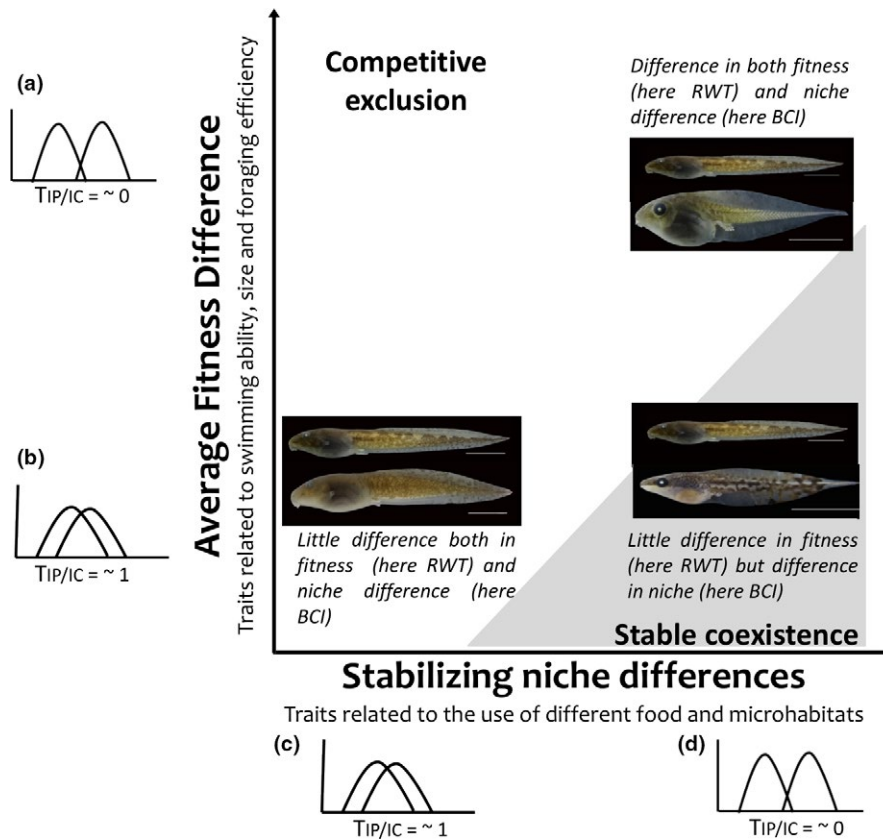 (a)
TIP/IC = ~ 0
(b)
TIP/IC = ~ 1
Average Fitness Difference
Traits related to swimming ability, size and foraging efficiency
Competitive
exclusion
Difference in both fitness
(here RWT) and niche
difference (here BCI)
Little difference both in
fitness (here RWT) and
niche difference (here
BCI)
Little difference in fitness
(here RWT) but difference
in niche (here BCI)
Stable coexistence
Stabilizing niche differences
Traits related to the use of different food and microhabitats
(c)
TIP/IC = ~ 1
(d)
TIP/IC = ~ 0